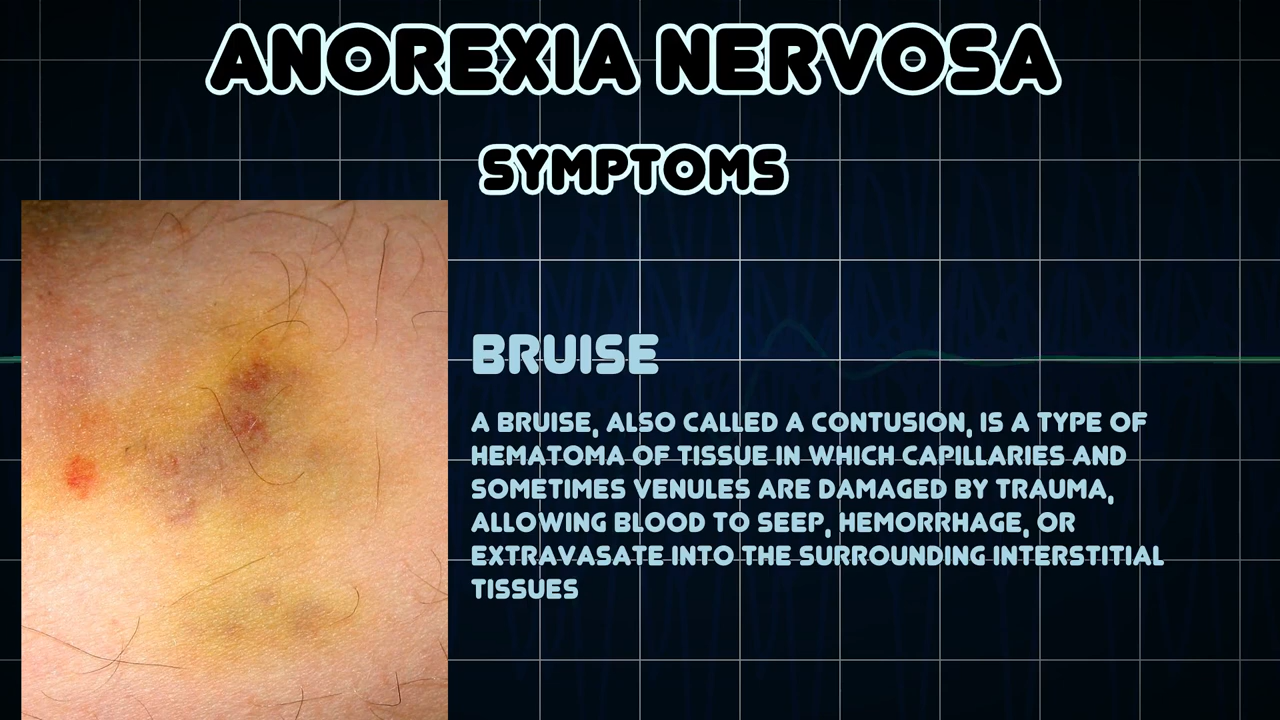 ANOREXIA NERVOSA
SYMPTOMS
BRUISE
A BRUISE, ALSO CALLED A CONTUSION, IS A TYPE OF
HEMATOMA OF TISSUE IN WHICH CAPILLARIES AND
SOMETIMES VENULES ARE DAMAGED BY TRAUMA,
ALLOWING BLOOD TO SEEP, HEMORRHAGE, OR
EXTRAVASATE INTO THE SURROUNDING INTERSTITIAL
TISSUES